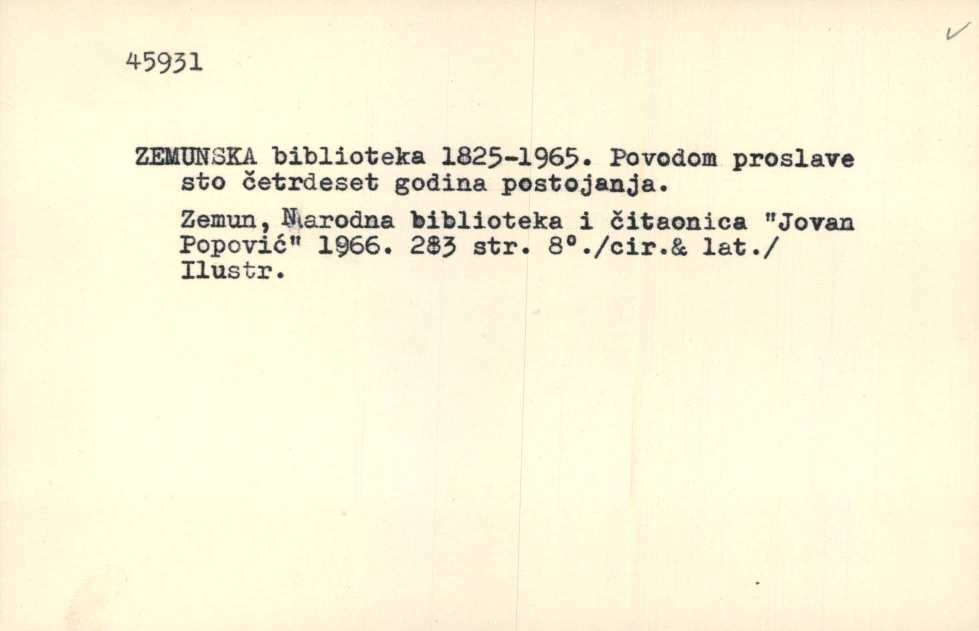 45931
ZEMUNSKA biblioteka 1825-1965. Povodom proslave
sto četrdeset godina postojanja.
Zemun, Narodna biblioteka i čitaonica "Jovan
Popović" 1966. 283 str. 8°./cir.& lat./
Ilustr.